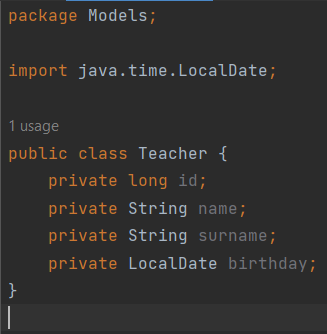 package Models;
import java.time.LocalDate;
1 usage
public class Teacher {
    private long id;
    private String name;
    private String surname;
    private LocalDate birthday;
}